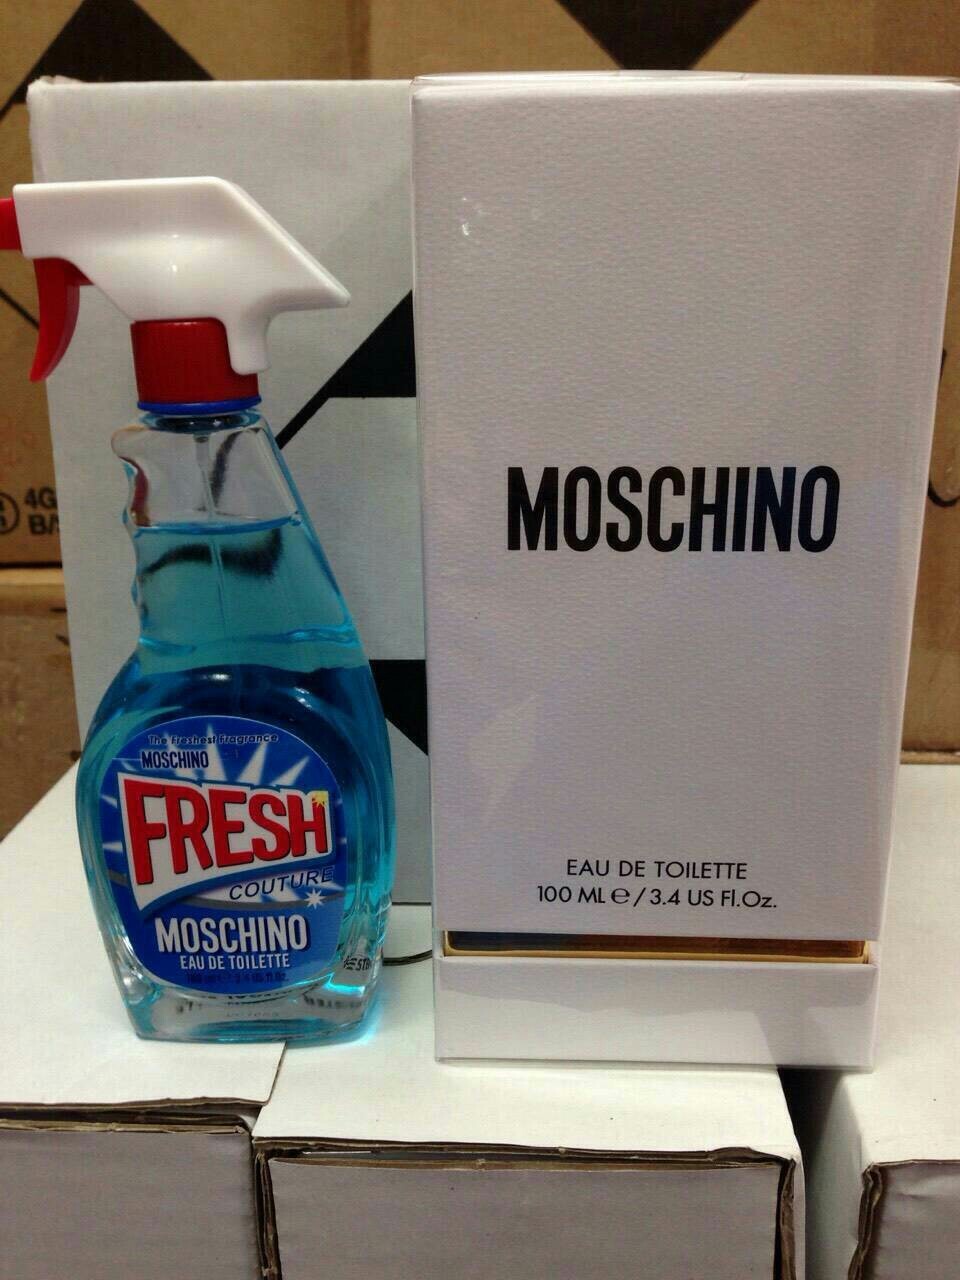 The Freshest Fragrance
MOSCHINO
FRESH
COUTURE
MOSCHINO
EAU DE TOILETTE
MOSCHINO
EAU DE TOILETTE
100 ML e / 3.4 US Fl.Oz.
4G